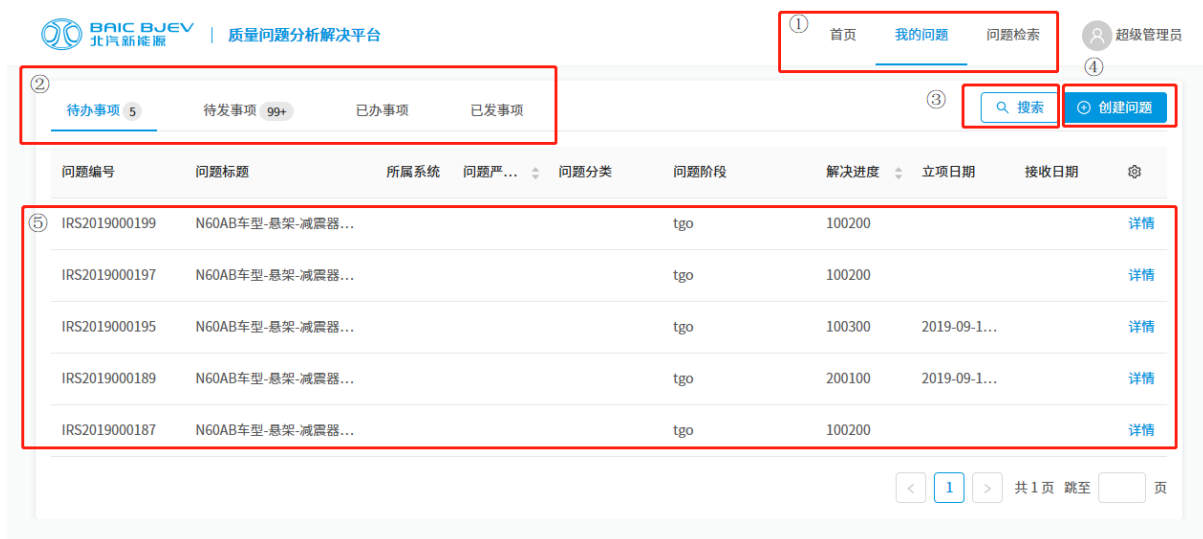 BAIC BJEV
北汽新能源
质量问题分析解决平台
① 首页 我的问题 问题检索 超级管理员
④
②
待办事项 5 待发事项 99+ 已办事项 已发事项 ③ 搜索 创建问题
问题编号 问题标题 所属系统 问题严... 问题分类 问题阶段 解决进度 立项日期 接收日期
⑤ IRS2019000199 N60AB车型-悬架-减震器... tgo 100200 详情
IRS2019000197 N60AB车型-悬架-减震器... tgo 100200 详情
IRS2019000195 N60AB车型-悬架-减震器... tgo 100300 2019-09-1... 详情
IRS2019000189 N60AB车型-悬架-减震器... tgo 200100 2019-09-1... 详情
IRS2019000187 N60AB车型-悬架-减震器... tgo 100200 详情
< 1 > 共1页 跳至 页